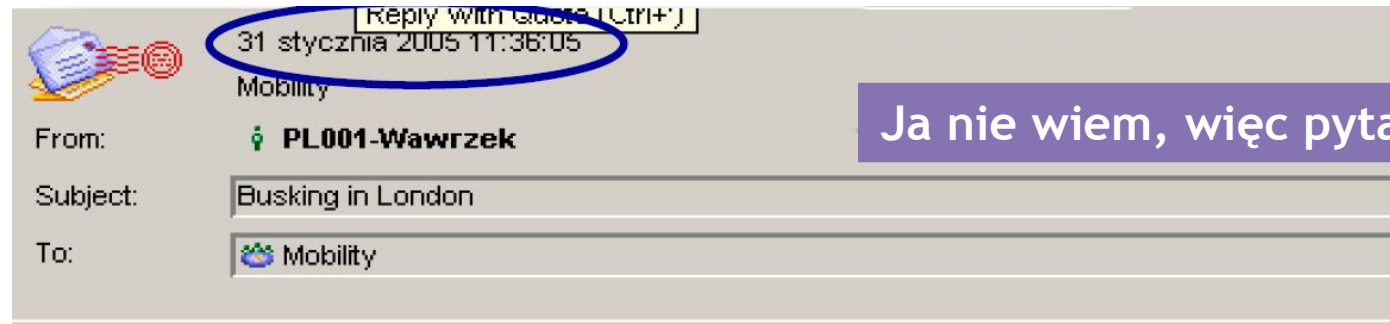 Reply With Quote (Ctrl+')
31 stycznia 2005 11:36:05
Mobility
From: PL001-Wawrzek
Ja nie wiem, więc pyta
Subject: Busking in London
To: Mobility